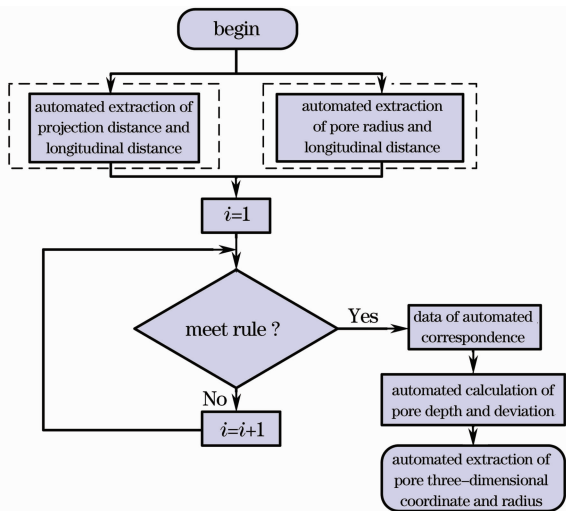 begin
automated extraction of
projection distance and
longitudinal distance
automated extraction
of pore radius and
longitudinal distance
i=1
meet rule ?
Yes
data of automated
correspondence
No
i=i+1
automated calculation of
pore depth and deviation
automated extraction of
pore three-dimensional
coordinate and radius